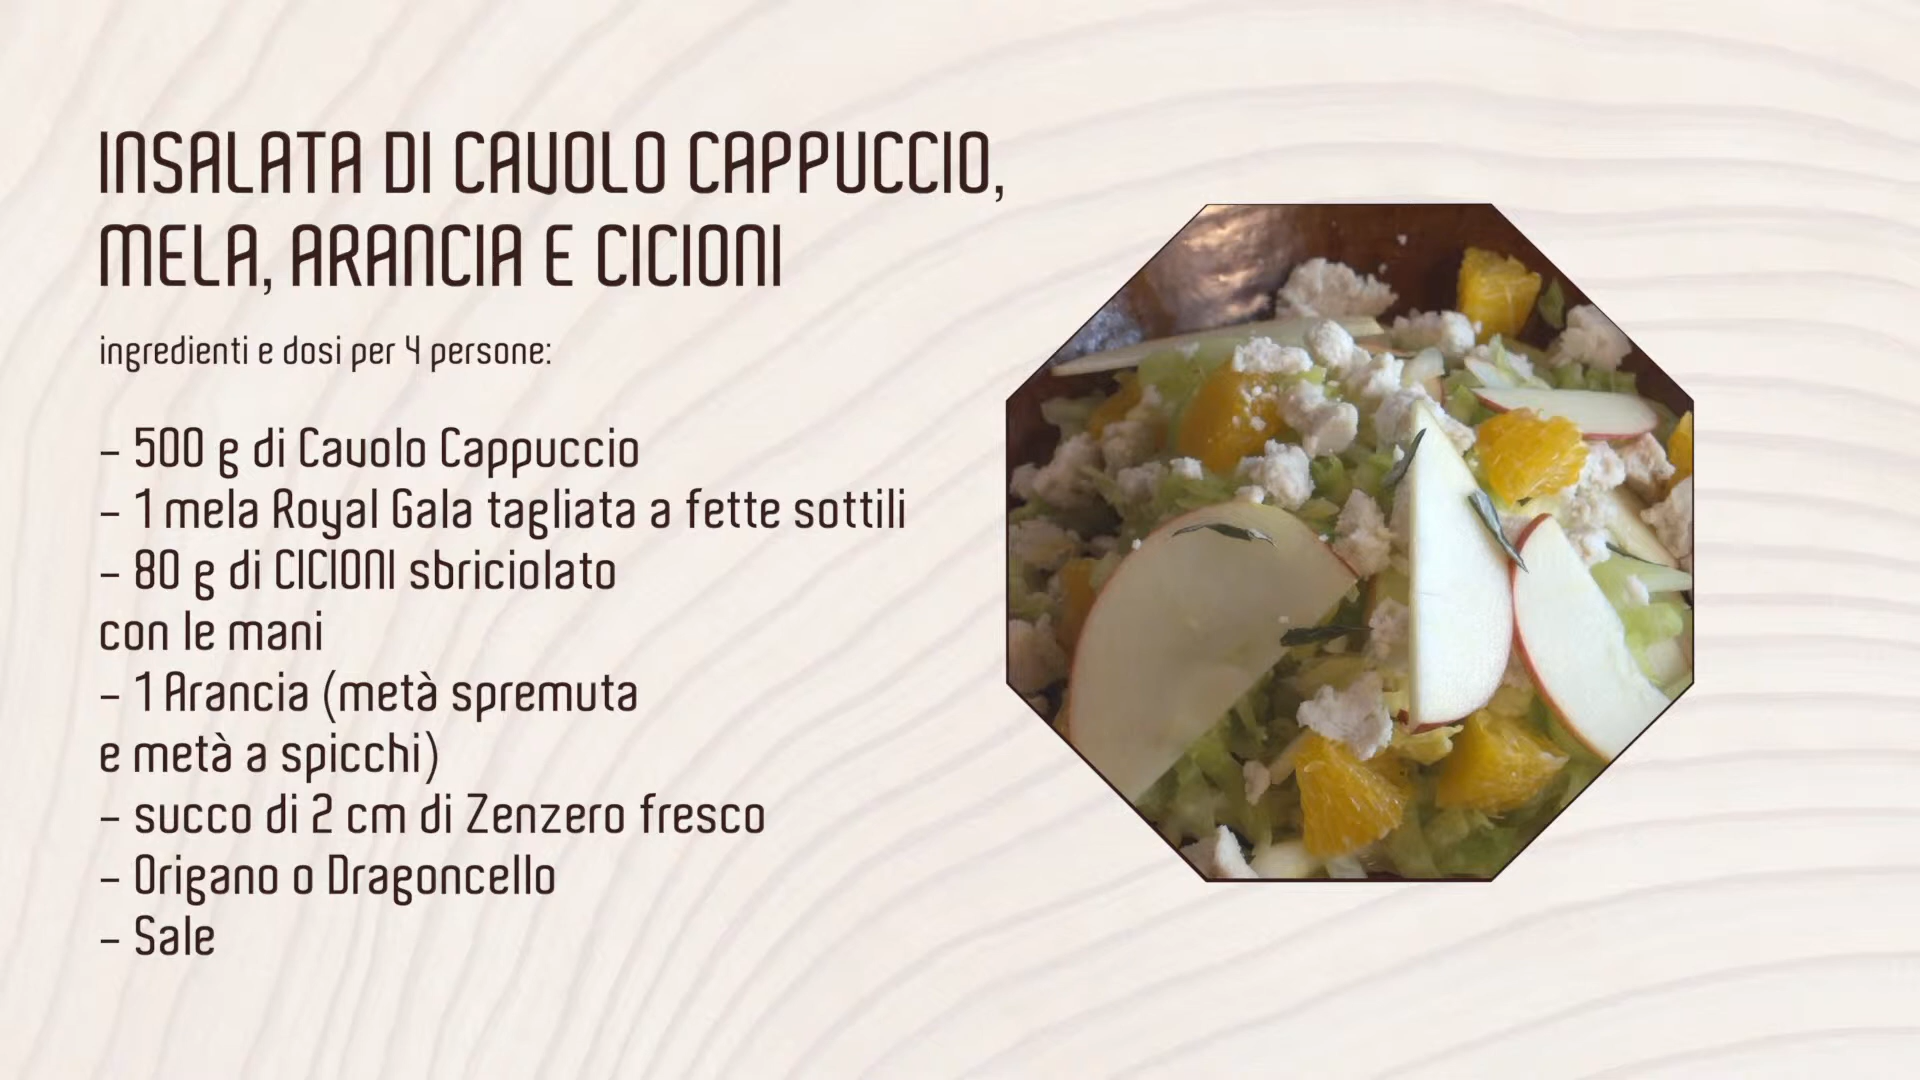 INSALATA DI CAVOLO CAPPUCCIO,
MELA, ARANCIA E CICIONI
ingredienti e dosi per 4 persone:
– 500 g di Cavolo Cappuccio
– 1 mela Royal Gala tagliata a fette sottili
– 80 g di CICIONI sbriciolato
con le mani
– 1 Arancia (metà spremuta
e metà a spicchi)
– succo di 2 cm di Zenzero fresco
– Origano o Dragoncello
– Sale